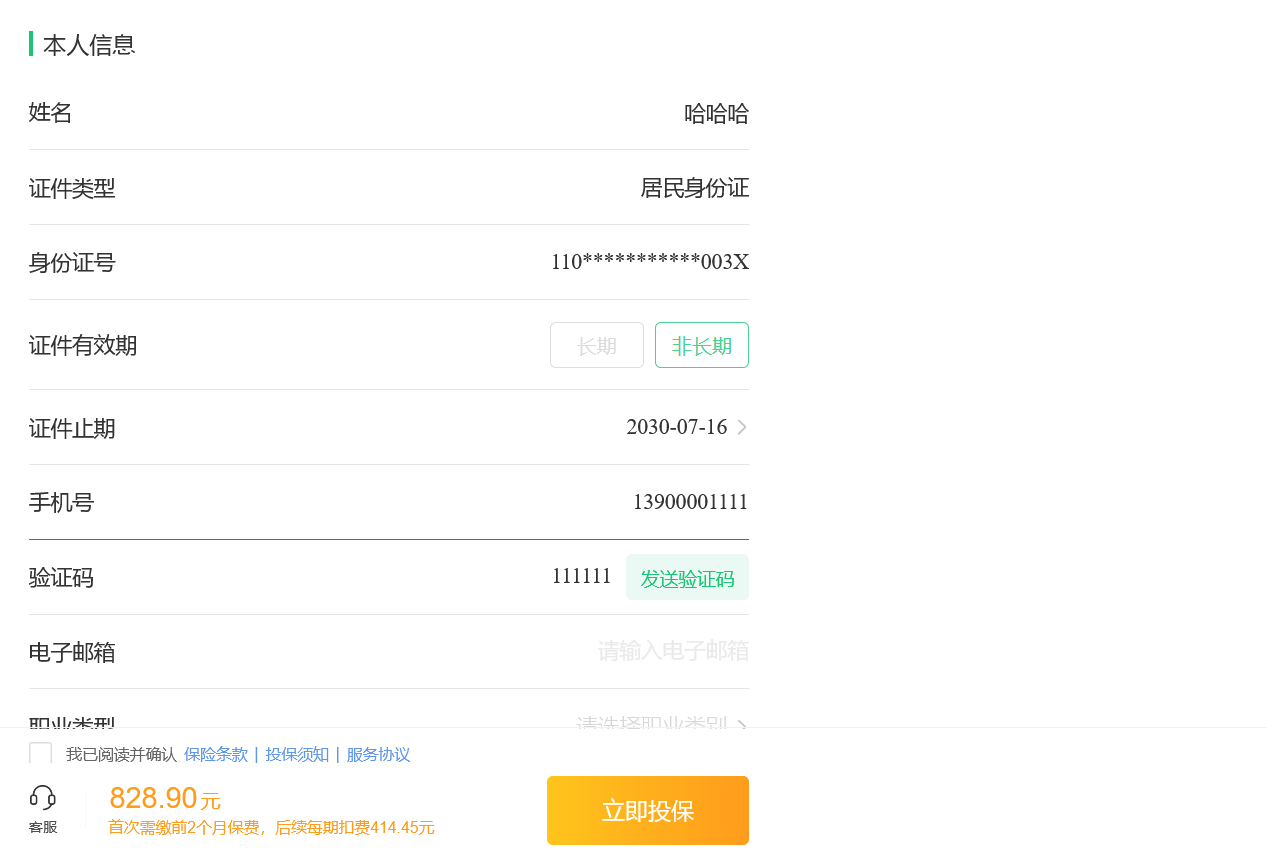 本人信息
姓名 哈哈哈
证件类型 居民身份证
身份证号 110***********003X
证件有效期 长期 非长期
证件止期 2030-07-16
手机号 13900001111
验证码 111111 发送验证码
电子邮箱 请输入电子邮箱
职业类型 请选择职业类别
我已阅读并确认 保险条款 | 投保须知 | 服务协议
828.90元
客服 首次需缴前2个月保费，后续每期扣费414.45元
立即投保